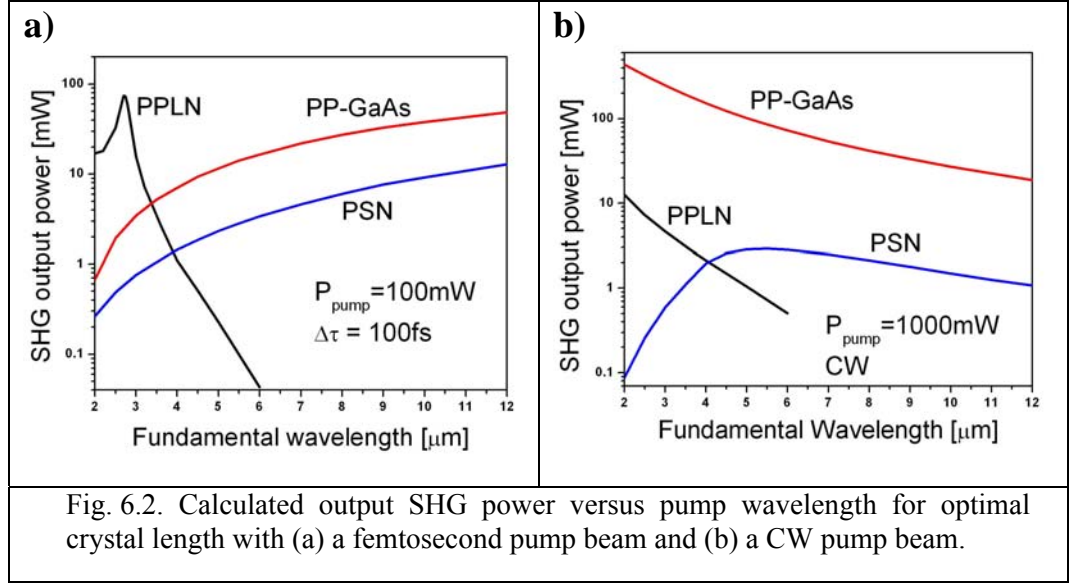 a)
SHG output power [mW]
100
10
1
0.1
PPLN
PP-GaAs
PSN
P_pump=100mW
Δτ = 100fs
2 3 4 5 6 7 8 9 10 11 12
Fundamental wavelength [μm]
b)
SHG output power [mW]
100
10
1
0.1
PP-GaAs
PPLN
PSN
P_pump=1000mW
CW
2 3 4 5 6 7 8 9 10 11 12
Fundamental Wavelength [μm]
Fig. 6.2. Calculated output SHG power versus pump wavelength for optimal
crystal length with (a) a femtosecond pump beam and (b) a CW pump beam.